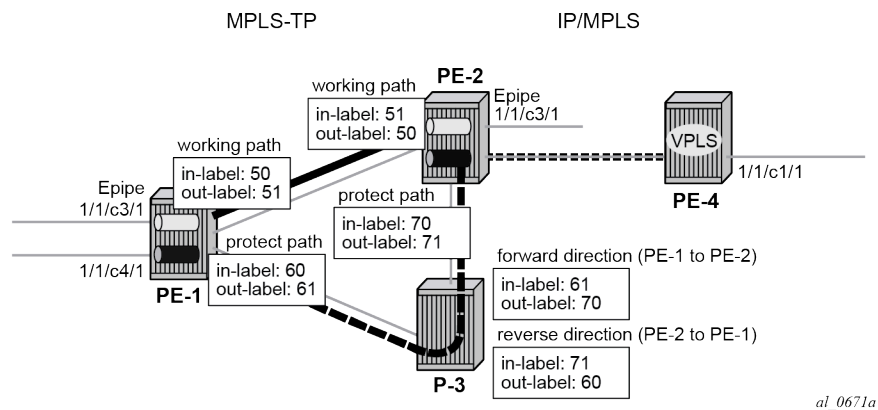 MPLS-TP
IP/MPLS
PE-2
working path
in-label: 51
out-label: 50
Epipe
1/1/c3/1
VPLS
1/1/c1/1
PE-4
working path
in-label: 50
out-label: 51
Epipe
1/1/c3/1
1/1/c4/1
PE-1
protect path
in-label: 60
out-label: 61
protect path
in-label: 70
out-label: 71
forward direction (PE-1 to PE-2)
in-label: 61
out-label: 70
reverse direction (PE-2 to PE-1)
in-label: 71
out-label: 60
P-3
al_0671a